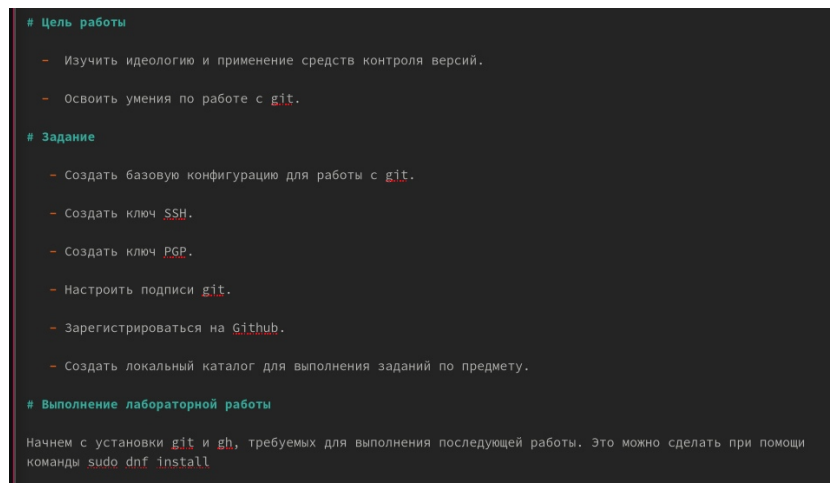 # Цель работы
- Изучить идеологию и применение средств контроля версий.
- Освоить умения по работе с git.
# Задание
- Создать базовую конфигурацию для работы с git.
- Создать ключ SSH.
- Создать ключ PGP.
- Настроить подписи git.
- Зарегистрироваться на Github.
- Создать локальный каталог для выполнения заданий по предмету.
# Выполнение лабораторной работы
Начнем с установки git и gh, требуемых для выполнения последующей работы. Это можно сделать при помощи
команды sudo dnf install